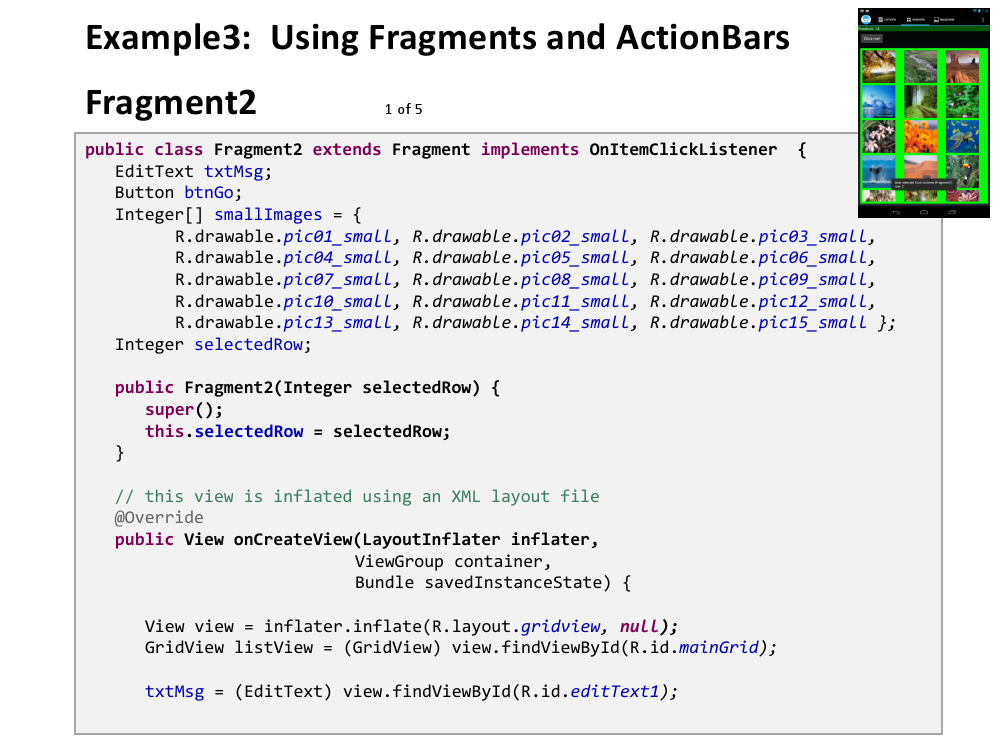 Example3: Using Fragments and ActionBars
Fragment2
1 of 5
public class Fragment2 extends Fragment implements OnItemClickListener {
EditText txtMsg;
Button btnGo;
Integer[] smallImages = {
R.drawable.pic01_small, R.drawable.pic02_small, R.drawable.pic03_small,
R.drawable.pic04_small, R.drawable.pic05_small, R.drawable.pic06_small,
R.drawable.pic07_small, R.drawable.pic08_small, R.drawable.pic09_small,
R.drawable.pic10_small, R.drawable.pic11_small, R.drawable.pic12_small,
R.drawable.pic13_small, R.drawable.pic14_small, R.drawable.pic15_small };
Integer selectedRow;
public Fragment2(Integer selectedRow) {
super();
this.selectedRow = selectedRow;
}
// this view is inflated using an XML layout file
@Override
public View onCreateView(LayoutInflater inflater,
ViewGroup container,
Bundle savedInstanceState) {
View view = inflater.inflate(R.layout.gridview, null);
GridView listView = (GridView) view.findViewById(R.id.mainGrid);
txtMsg = (EditText) view.findViewById(R.id.editText1);